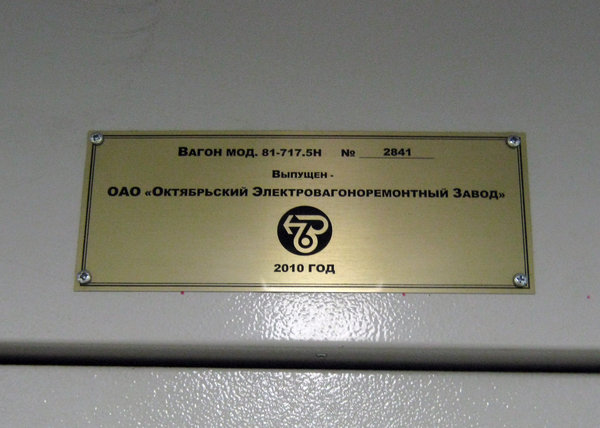 Вагон мод. 81-717.5Н № 2841
Выпущен -
ОАО «Октябрьский Электровагоноремонтный Завод»
2010 год